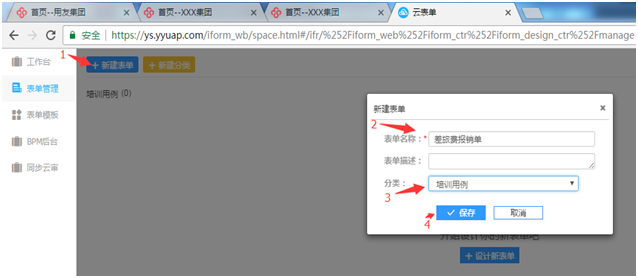 首页--用友集团 首页--XXX集团 首页--XXX集团 云表单
安全 https://ys.yyuap.com/iform_wb/space.html#/ifr/%252Fiform_web%252Fiform_ctr%252Fiform_design_ctr%252Fmanage
工作台
1
+ 新建表单 + 新建分类
表单管理
培训用例 (0)
表单模板
BPM后台
同步云审
新建表单 ×
2
表单名称：* 差旅费报销单
表单描述：
分类： 培训用例
3
4 保存 取消
开始设计你的新表单吧
+ 设计新表单